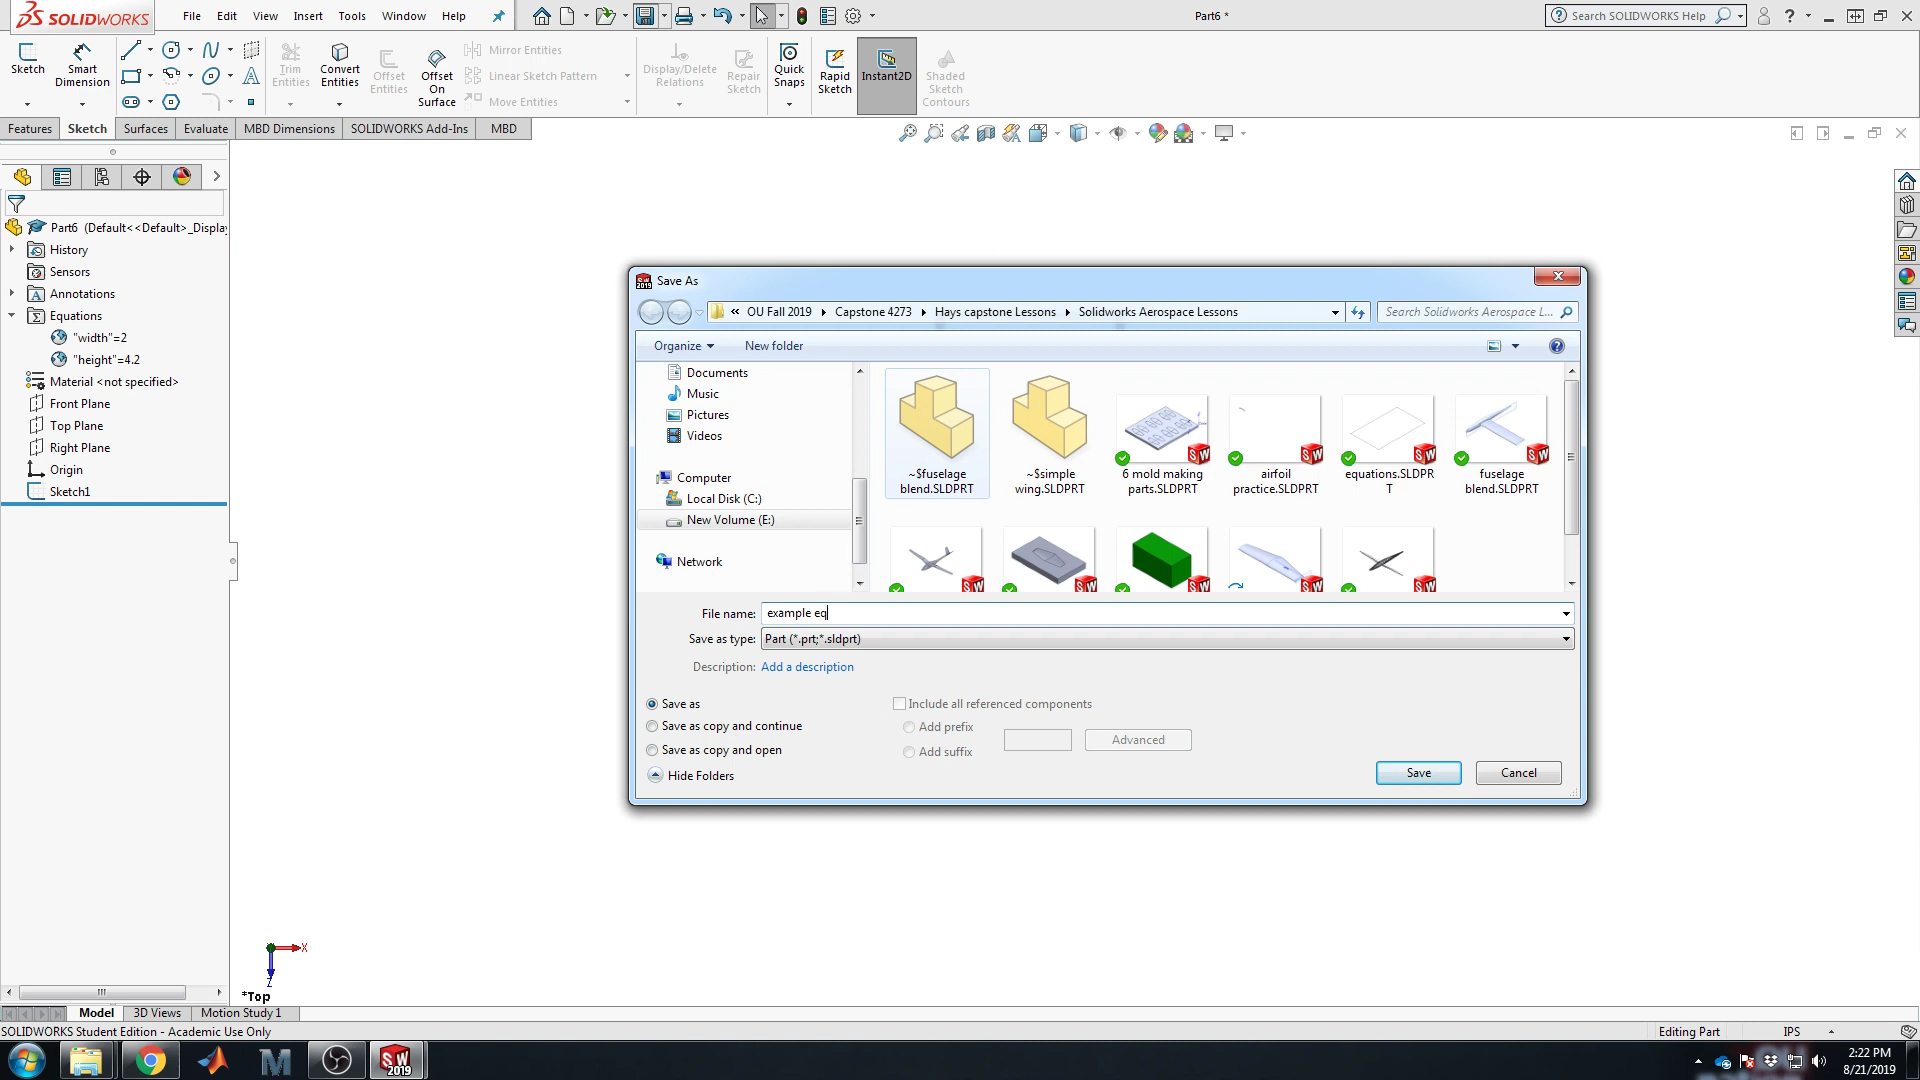 SOLIDWORKS
File Edit View Insert Tools Window Help
Part6 *
Search SOLIDWORKS Help
Sketch
Smart Dimension
Trim Entities
Convert Entities
Offset Entities
Offset On Surface
Mirror Entities
Linear Sketch Pattern
Move Entities
Display/Delete Relations
Repair Sketch
Quick Snaps
Rapid Sketch
Instant2D
Shaded Sketch Contours
Features Sketch Surfaces Evaluate MBD Dimensions SOLIDWORKS Add-Ins MBD
Part6 (Default<<Default>_Display
History
Sensors
Annotations
Equations
"width"=2
"height"=4.2
Material <not specified>
Front Plane
Top Plane
Right Plane
Origin
Sketch1
Save As
« OU Fall 2019 Capstone 4273 Hays capstone Lessons Solidworks Aerospace Lessons
Search Solidworks Aerospace L...
Organize New folder
Documents
Music
Pictures
Videos
Computer
Local Disk (C:)
New Volume (E:)
Network
~$fuselage blend.SLDPRT
~$simple wing.SLDPRT
6 mold making parts.SLDPRT
airfoil practice.SLDPRT
equations.SLDPRT
fuselage blend.SLDPRT
File name: example eq
Save as type: Part (*.prt;*.sldprt)
Description: Add a description
Save as
Save as copy and continue
Save as copy and open
Include all referenced components
Add prefix
Add suffix
Advanced
Hide Folders
Save Cancel
X
Z
*Top
Model 3D Views Motion Study 1
SOLIDWORKS Student Edition - Academic Use Only
Editing Part IPS
SW 2019
2:22 PM
8/21/2019